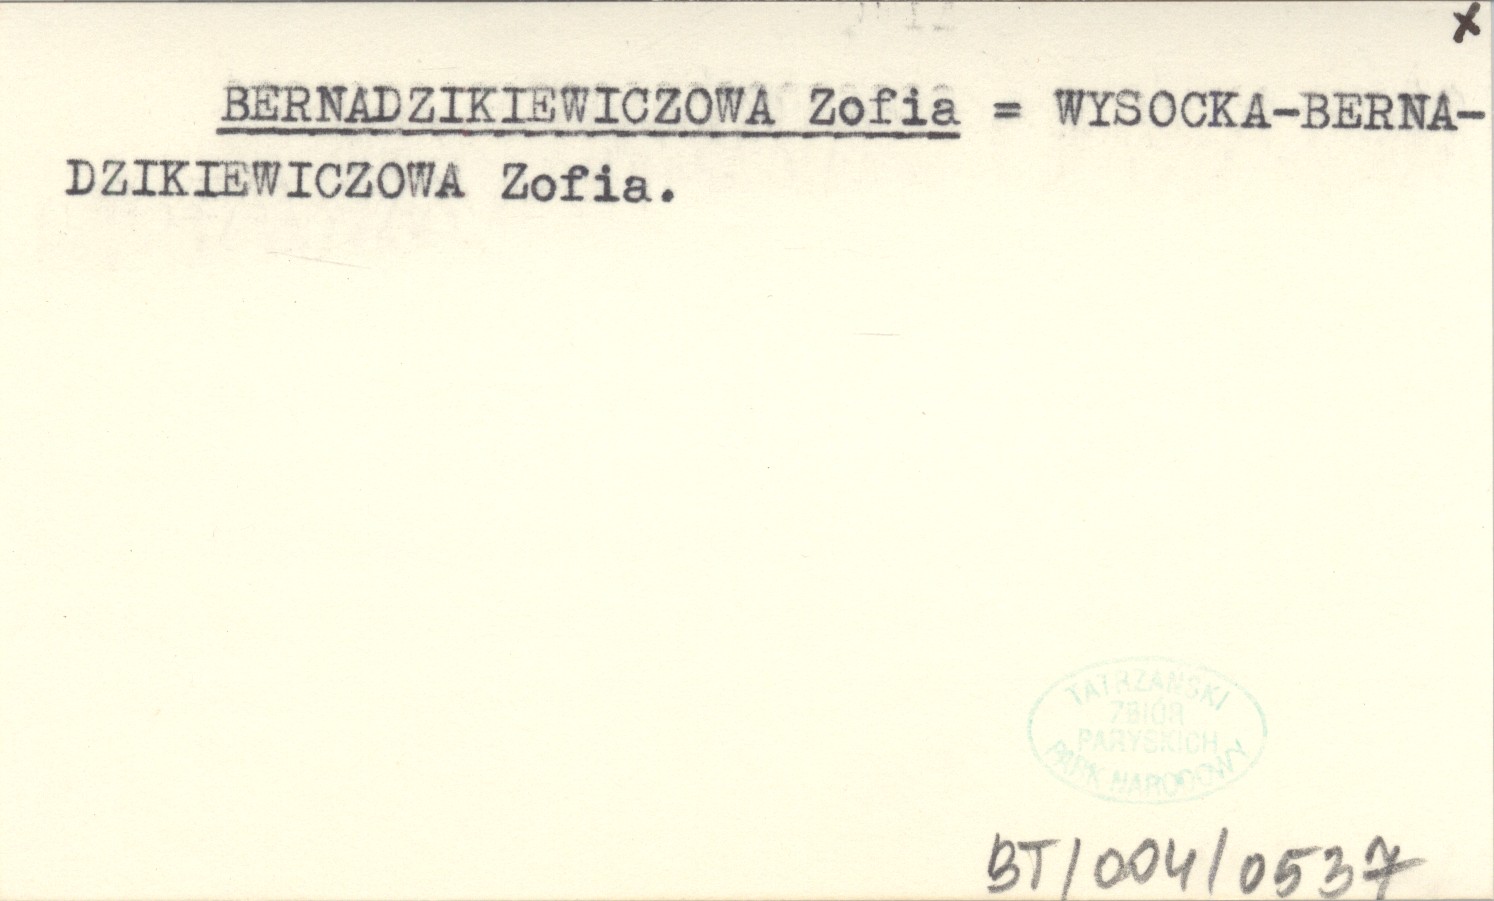 x
BERNADZIKIEWICZOWA Zofia = WYSOCKA-BERNA-
DZIKIEWICZOWA Zofia.
TATRZAŃSKI
ZBIÓR
PARYSKICH
PARK NARODOWY
BT/004/0537